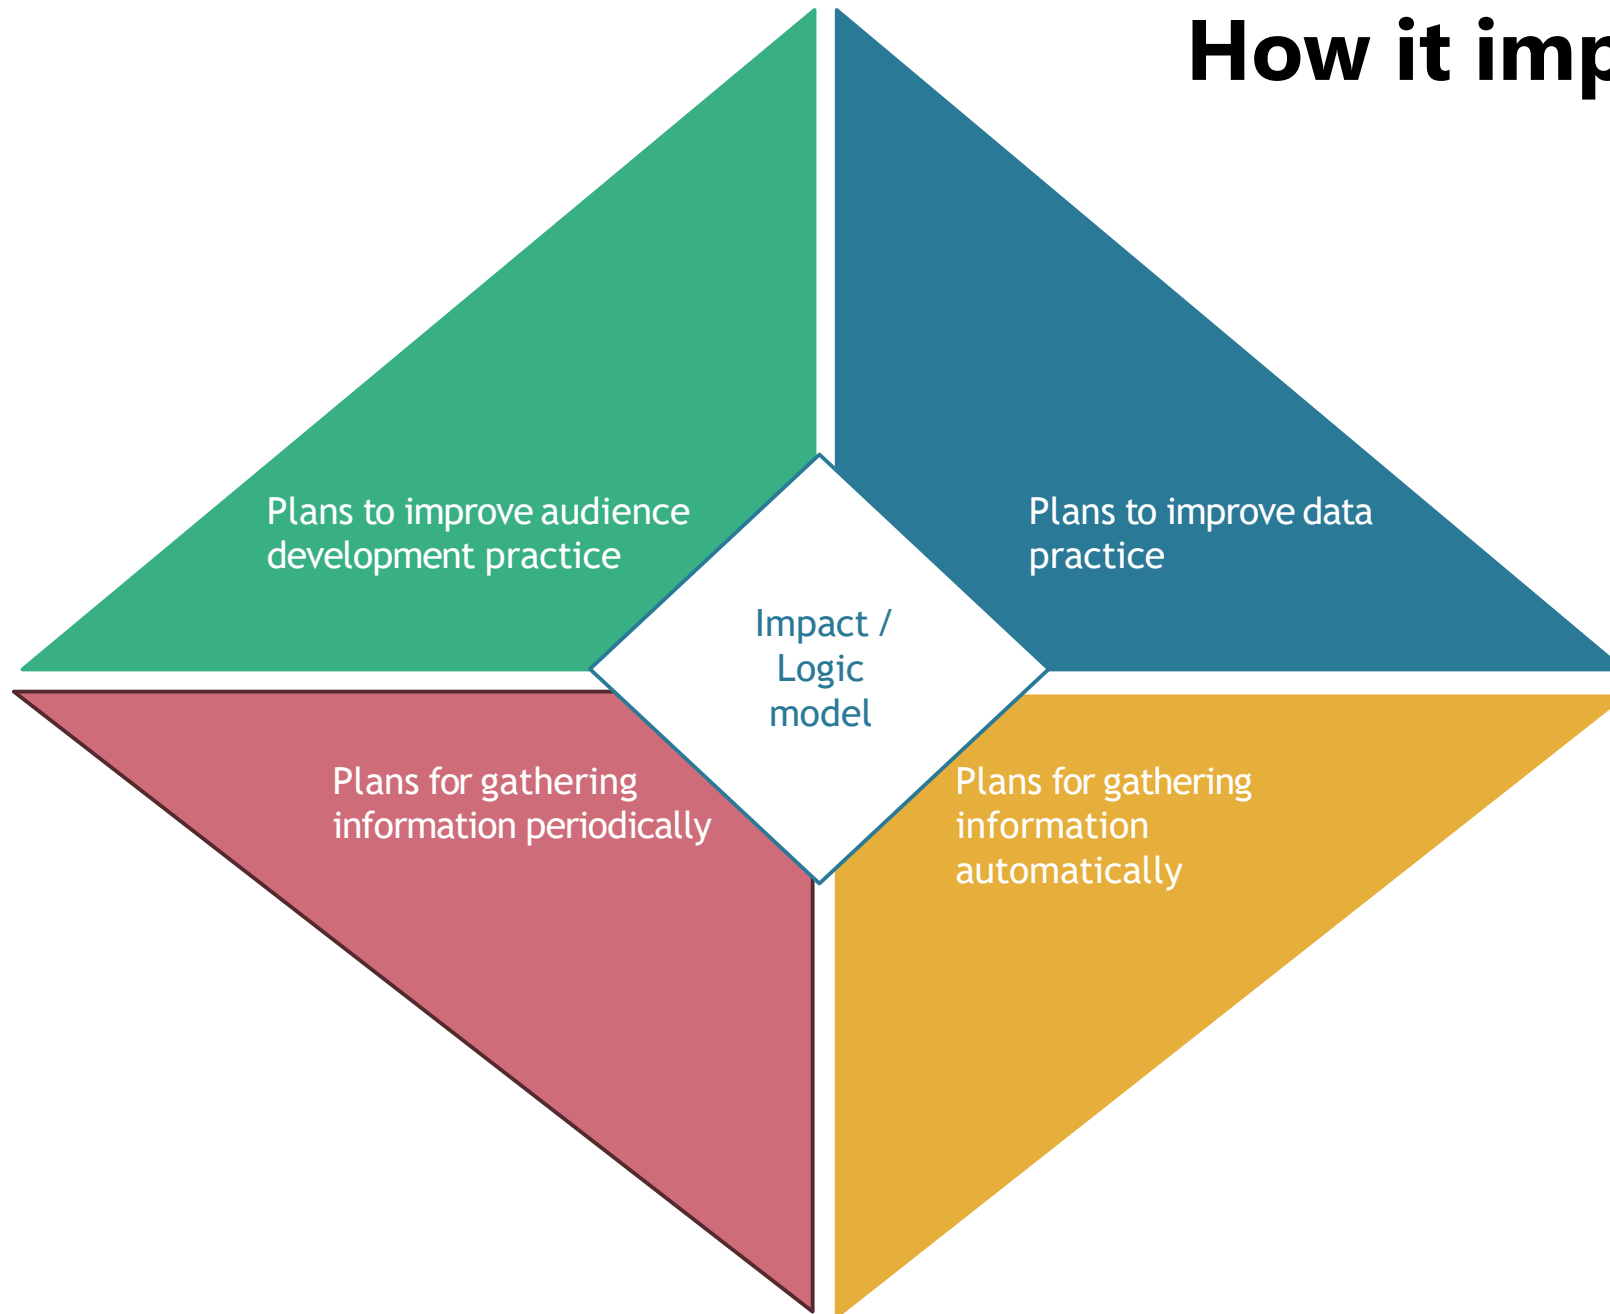 How it imp
Plans to improve audience
development practice
Plans to improve data
practice
Impact /
Logic
model
Plans for gathering
information periodically
Plans for gathering
information
automatically